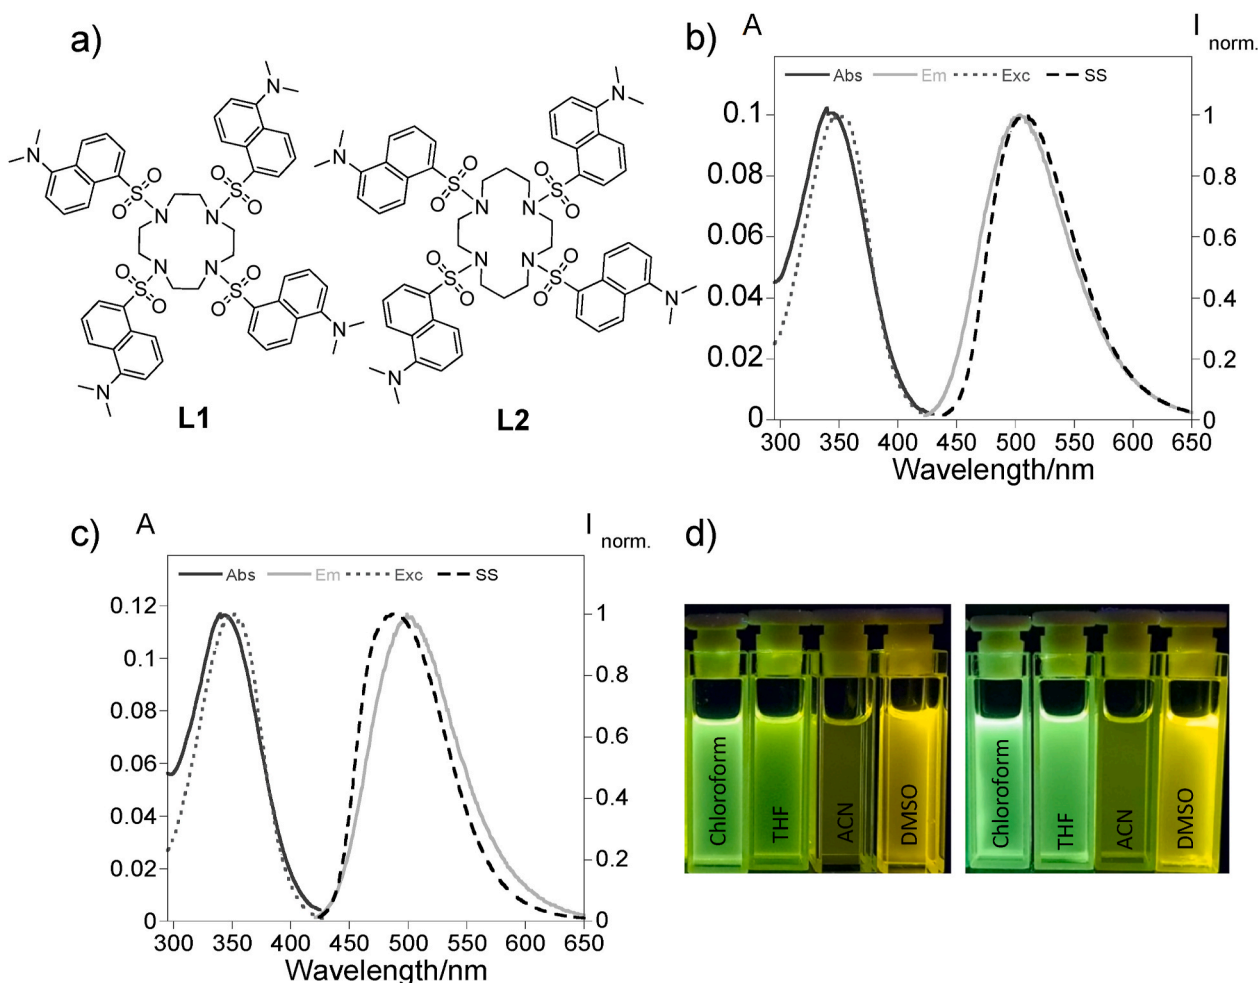 a)
N
N
O
O
O
O
S
S
N
N
N
N
O
O
O
O
S
S
N
N
L1
N
N
O
O
O
O
S
S
N
N
N
N
O
O
O
O
S
S
N
N
L2
b)
A
I norm.
Abs Em Exc SS
0.1
0.08
0.06
0.04
0.02
0
1
0.8
0.6
0.4
0.2
0
300 350 400 450 500 550 600 650
Wavelength/nm
c)
A
I norm.
Abs Em Exc SS
0.12
0.1
0.08
0.06
0.04
0.02
0
1
0.8
0.6
0.4
0.2
0
300 350 400 450 500 550 600 650
Wavelength/nm
d)
Chloroform
THF
ACN
DMSO
Chloroform
THF
ACN
DMSO